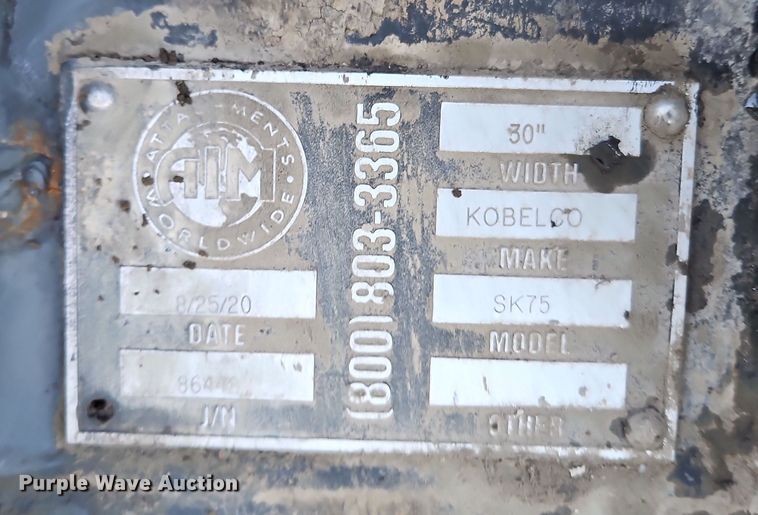 ATTACHMENTS
AIM
WORLDWIDE
8/25/20
DATE
J/N
(800) 803-3365
30"
WIDTH
KOBELCO
MAKE
SK75
MODEL
OTHER
Purple Wave Auction